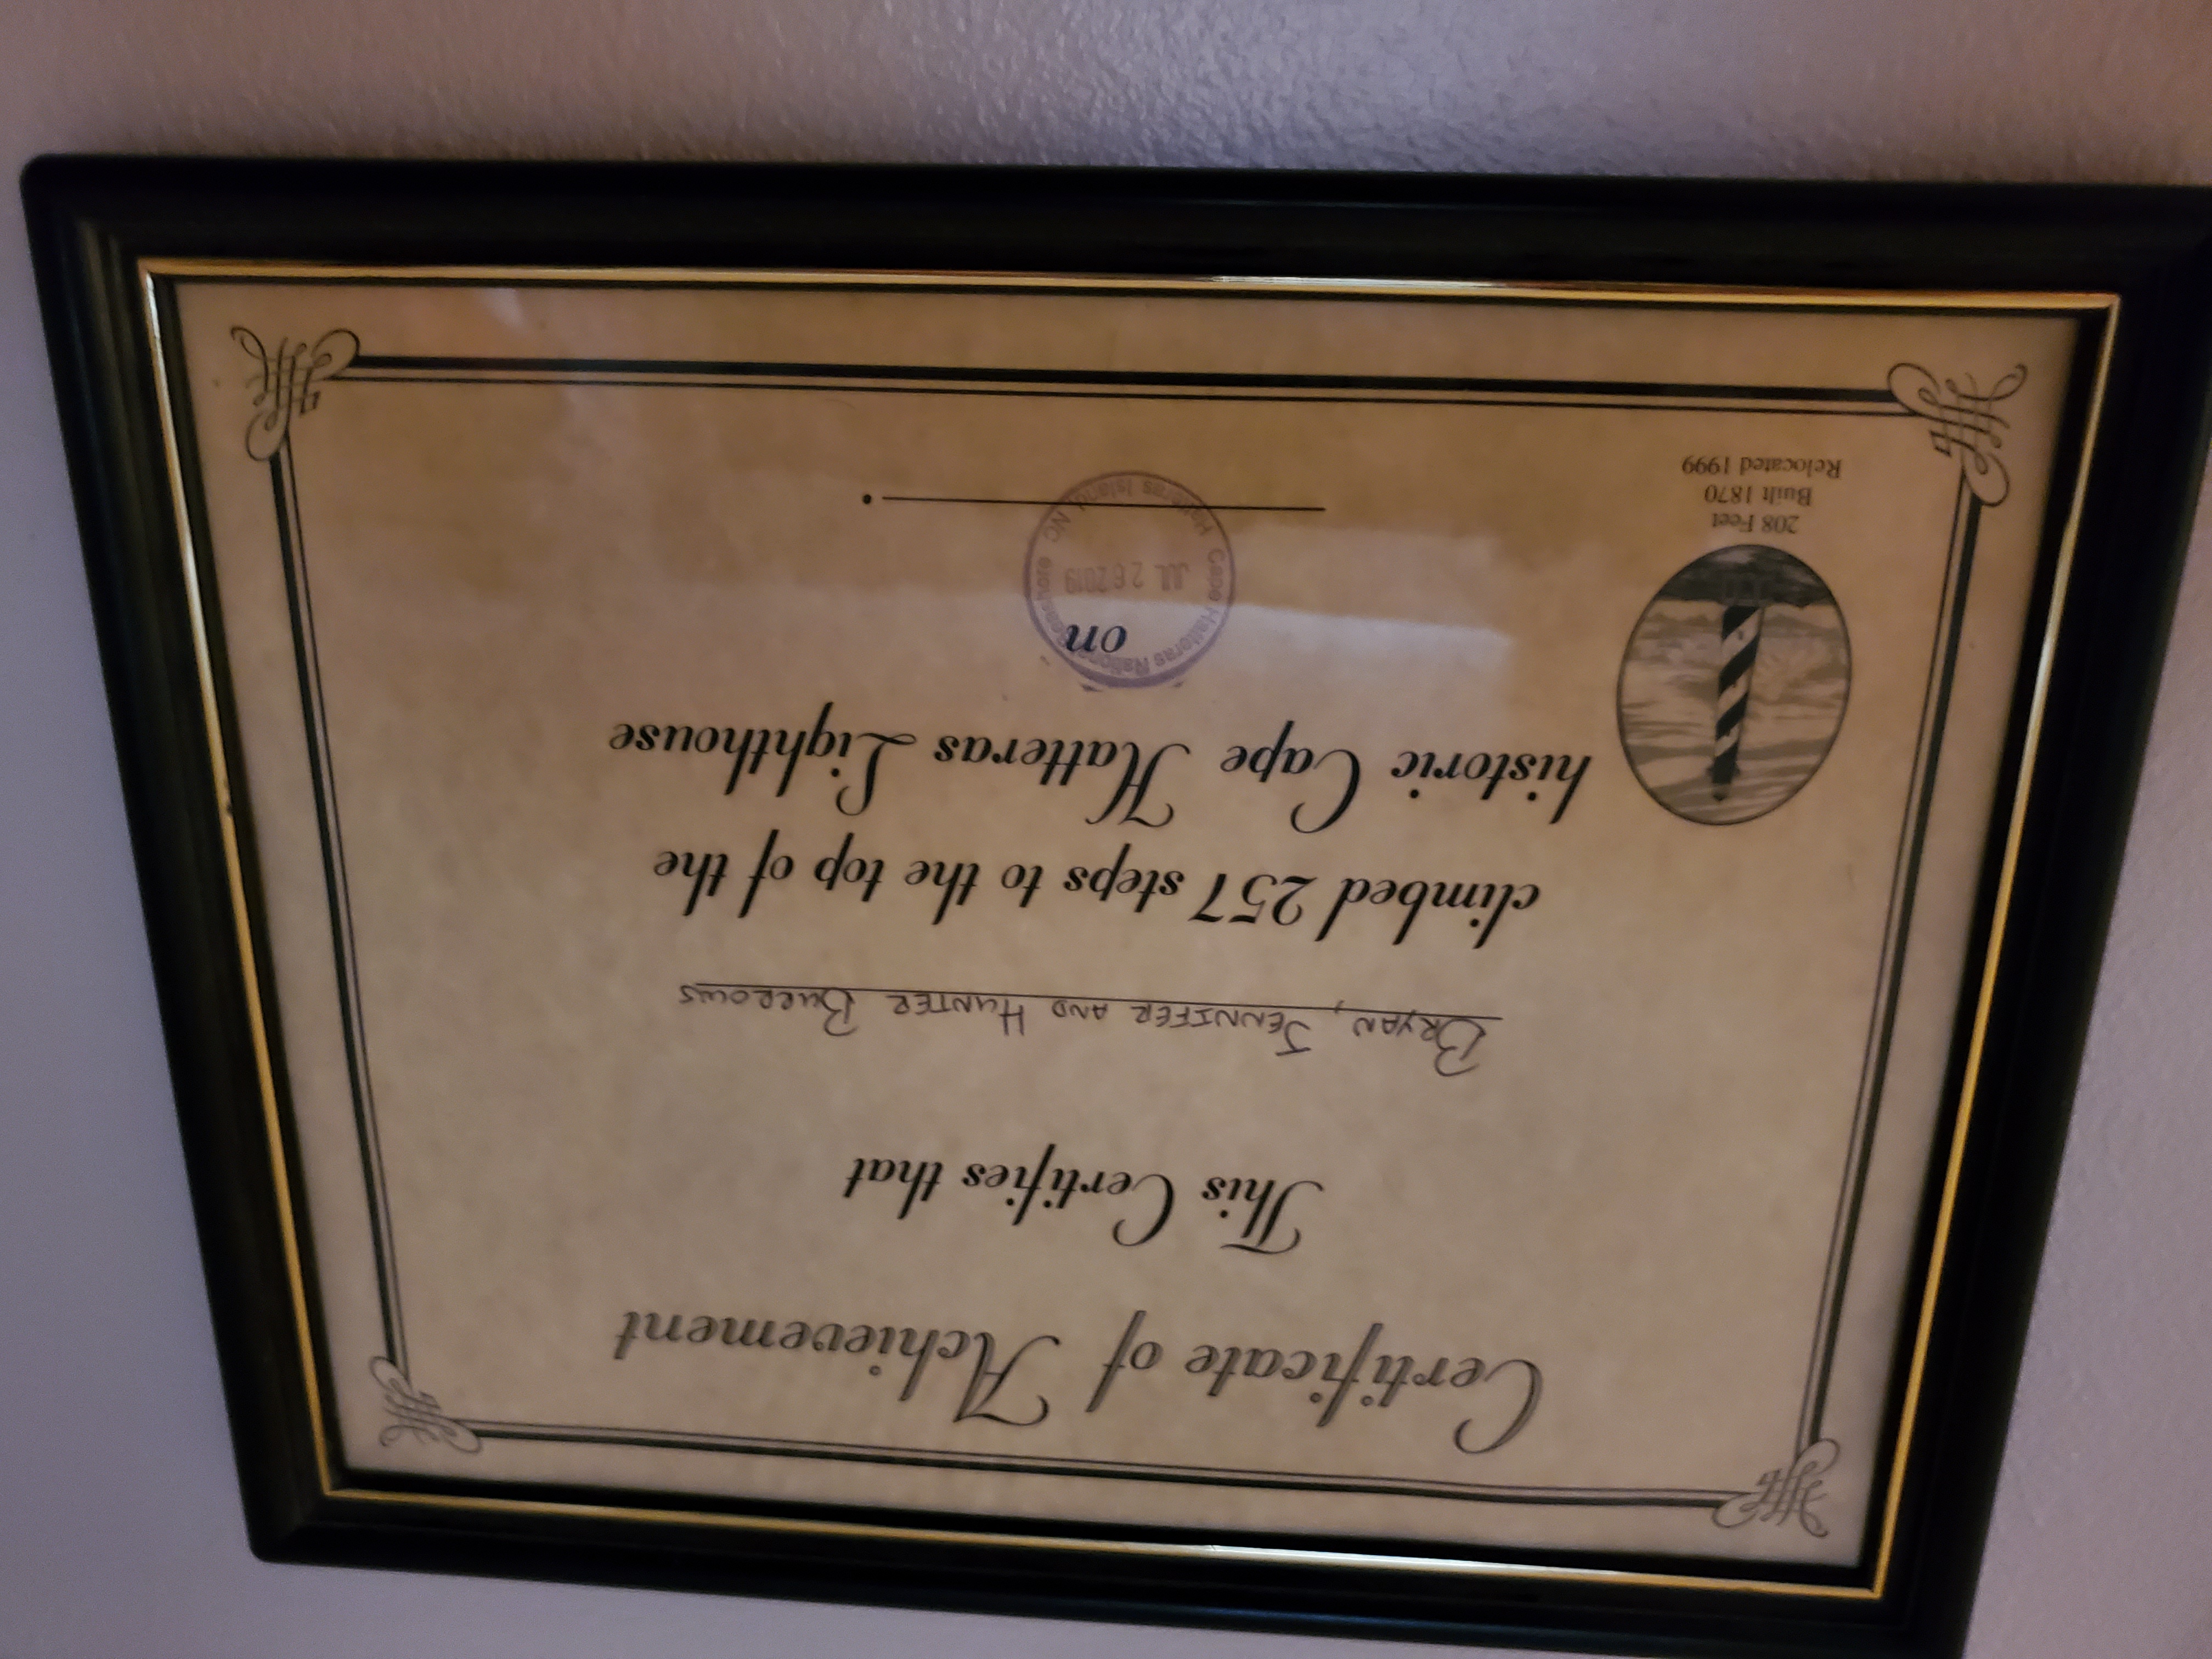 Certificate of Achievement
This Certifies that
BRYAN, JENNIFER AND HUNTER BURROWS
climbed 257 steps to the top of the
historic Cape Hatteras Lighthouse
on
Cape Hatteras National Seashore
JUL 26 2019
Hatteras Island, NC
.
208 Feet
Built 1870
Relocated 1999